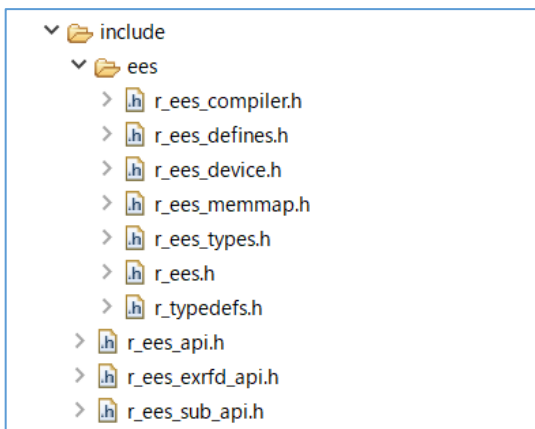 include
ees
.h r_ees_compiler.h
.h r_ees_defines.h
.h r_ees_device.h
.h r_ees_memmap.h
.h r_ees_types.h
.h r_ees.h
.h r_typedefs.h
.h r_ees_api.h
.h r_ees_exrfd_api.h
.h r_ees_sub_api.h